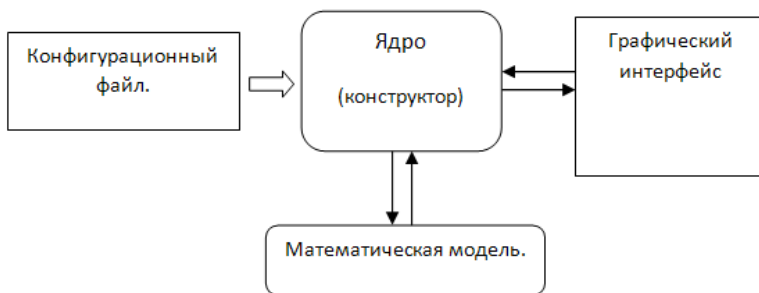 Конфигурационный
файл.
Ядро
(конструктор)
Графический
интерфейс
Математическая модель.